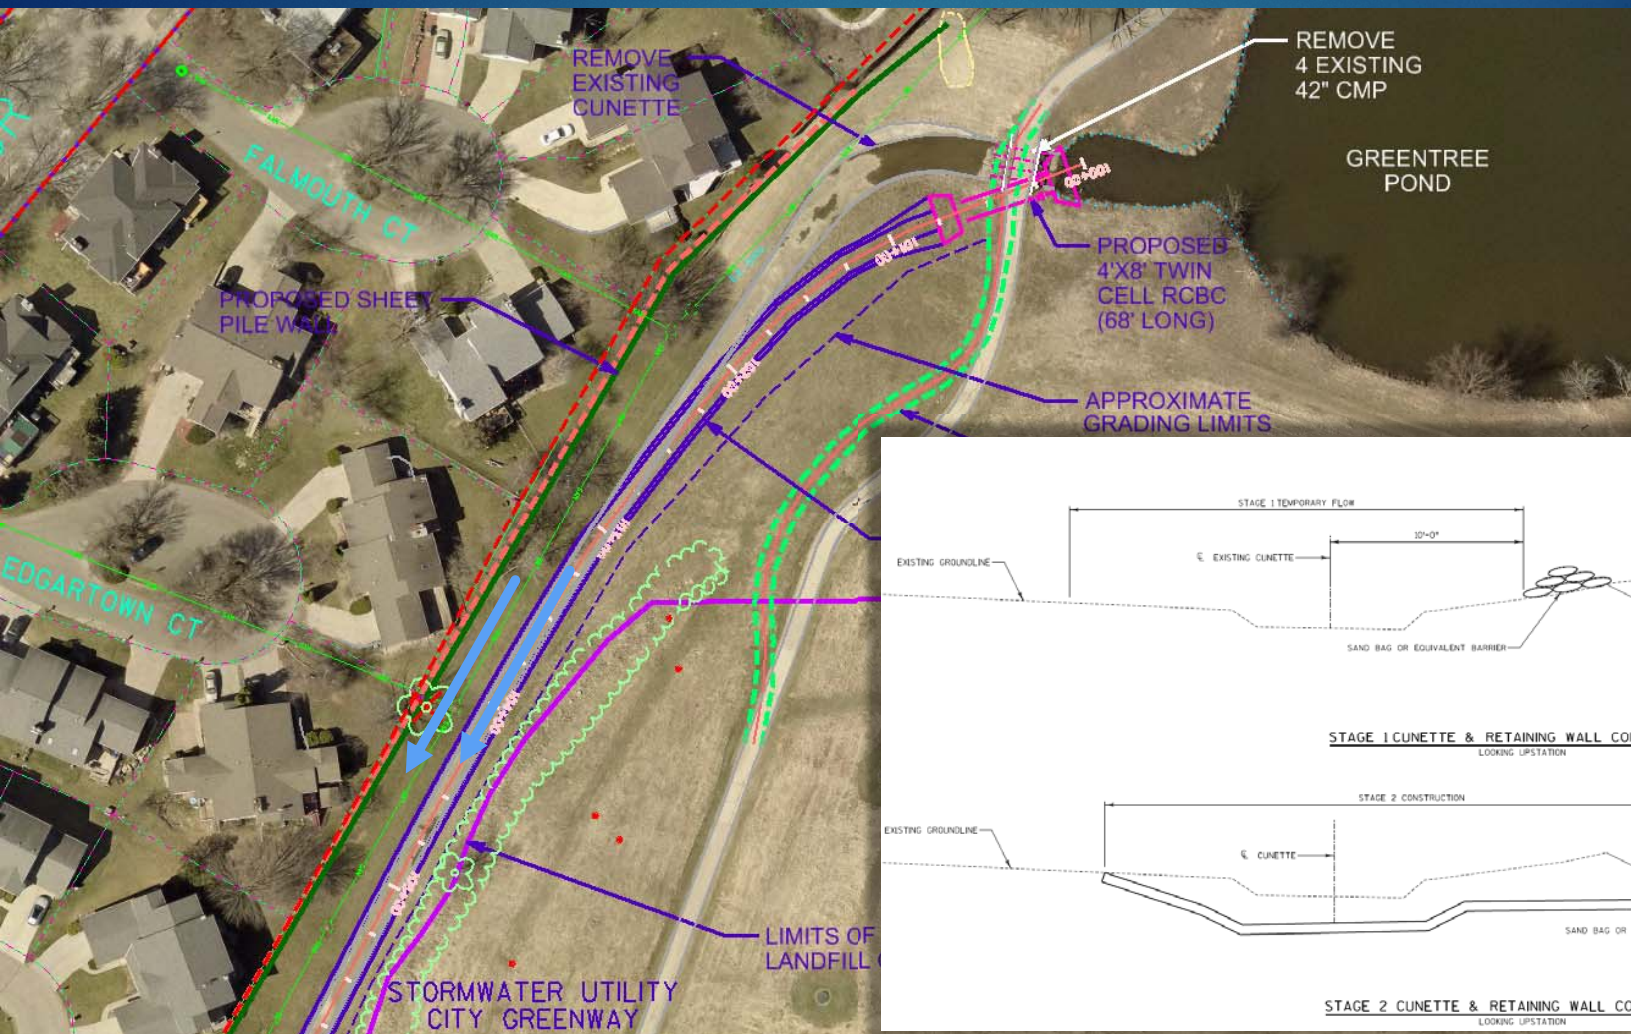 REMOVE
EXISTING
CUNETTE
REMOVE
4 EXISTING
42" CMP
GREENTREE
POND
FALMOUTH CT
PROPOSED SHEET
PILE WALL
PROPOSED
4'X8' TWIN
CELL RCBC
(68' LONG)
APPROXIMATE
GRADING LIMITS
EDGARTOWN CT
LIMITS OF
LANDFILL
STORMWATER UTILITY
CITY GREENWAY
STAGE 1 TEMPORARY FLOW
10'-0"
℄ EXISTING CUNETTE
EXISTING GROUNDLINE
SAND BAG OR EQUIVALENT BARRIER
STAGE 1 CUNETTE & RETAINING WALL CO
LOOKING UPSTATION
STAGE 2 CONSTRUCTION
EXISTING GROUNDLINE
℄ CUNETTE
SAND BAG OR
STAGE 2 CUNETTE & RETAINING WALL CO
LOOKING UPSTATION